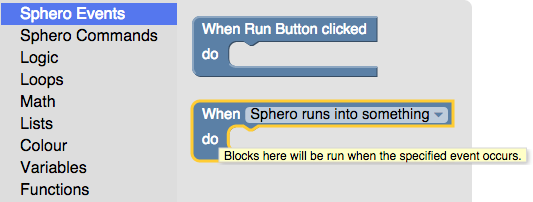 Sphero Events
Sphero Commands
Logic
Loops
Math
Lists
Colour
Variables
Functions
When Run Button clicked
do
When Sphero runs into something
do
Blocks here will be run when the specified event occurs.